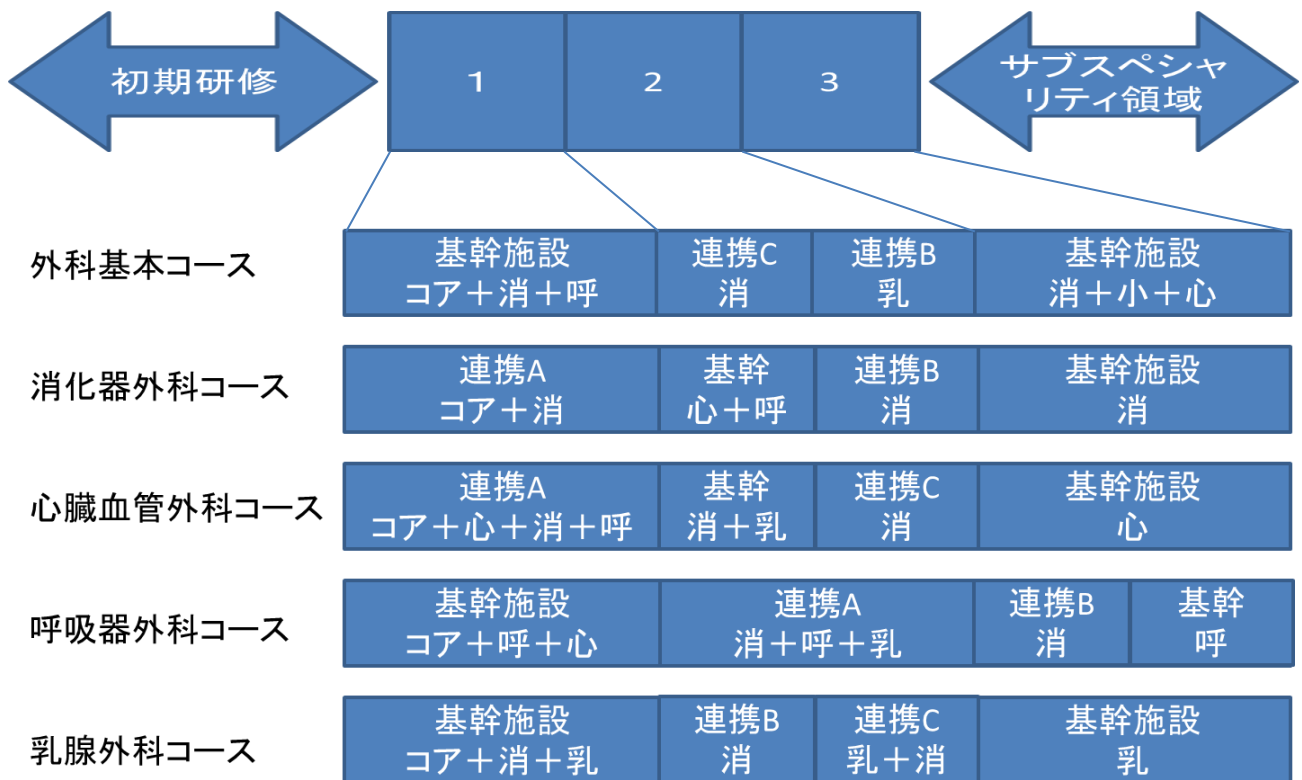 初期研修
1
2
3
サブスペシャ
リティ領域
外科基本コース
基幹施設
コア＋消＋呼
連携C
消
連携B
乳
基幹施設
消＋小＋心
消化器外科コース
連携A
コア＋消
基幹
心＋呼
連携B
消
基幹施設
消
心臓血管外科コース
連携A
コア＋心＋消＋呼
基幹
消＋乳
連携C
消
基幹施設
心
呼吸器外科コース
基幹施設
コア＋呼＋心
連携A
消＋呼＋乳
連携B
消
基幹
呼
乳腺外科コース
基幹施設
コア＋消＋乳
連携B
消
連携C
乳＋消
基幹施設
乳